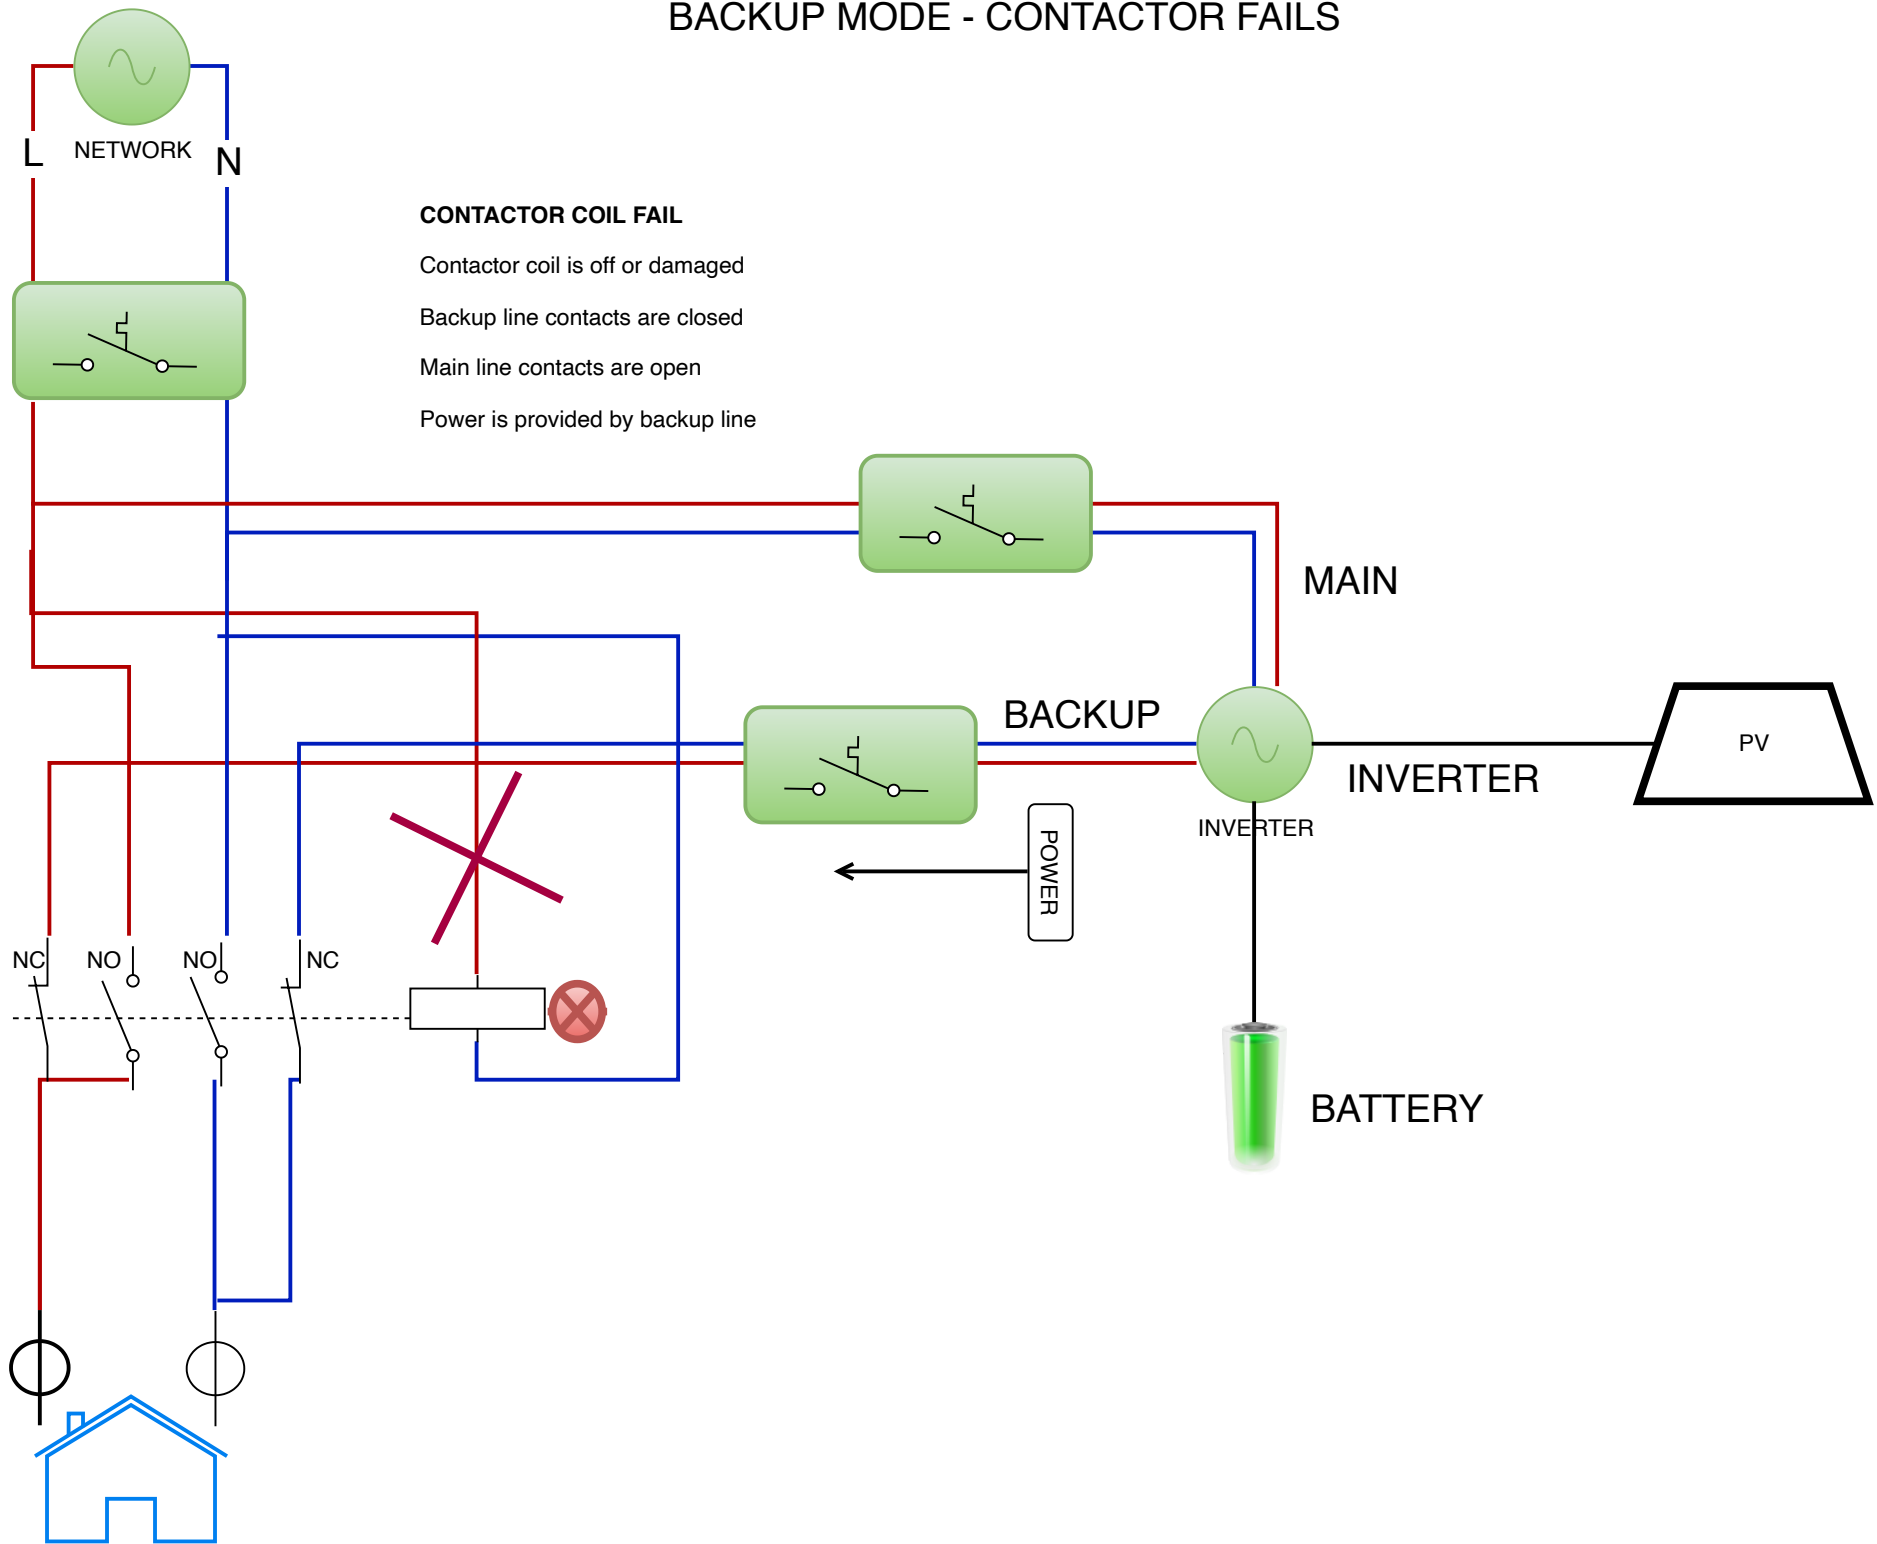 BACKUP MODE - CONTACTOR FAILS
L
NETWORK
N
CONTACTOR COIL FAIL
Contactor coil is off or damaged
Backup line contacts are closed
Main line contacts are open
Power is provided by backup line
MAIN
BACKUP
PV
INVERTER
INVERTER
POWER
NC
NO
NO
NC
BATTERY